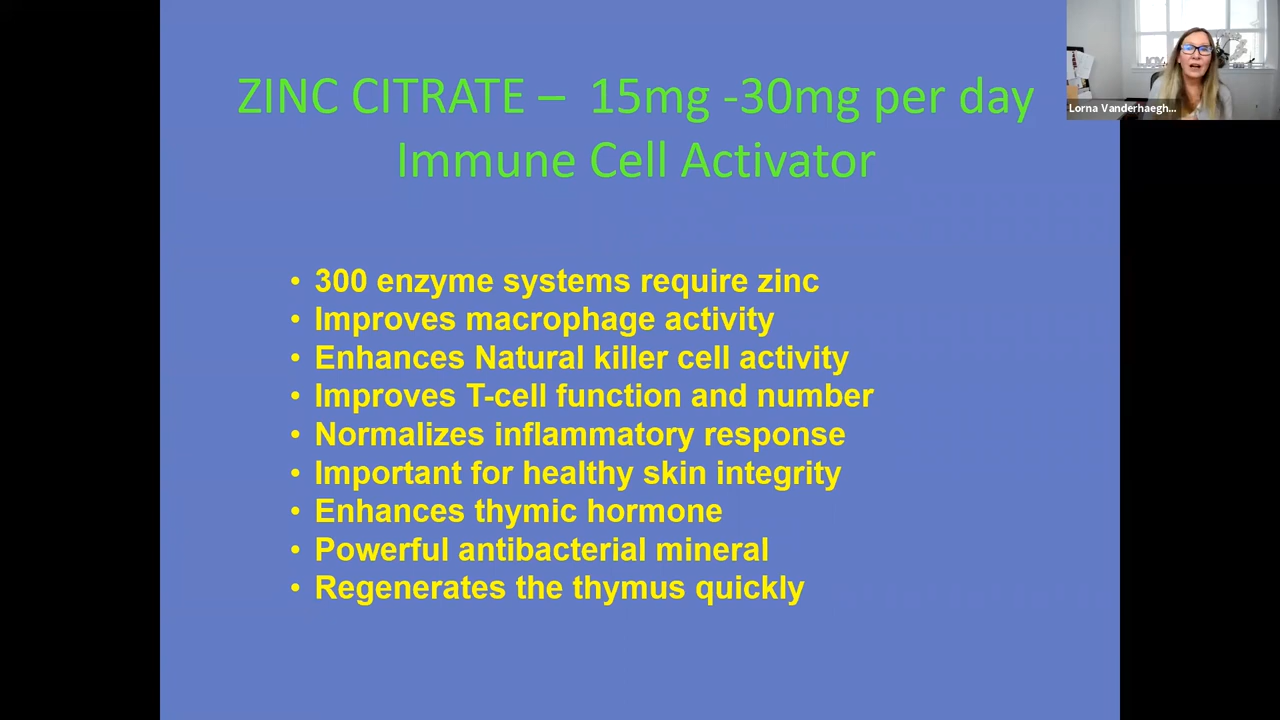 ZINC CITRATE – 15mg -30mg per day
Immune Cell Activator
Lorna Vanderhaegh...
• 300 enzyme systems require zinc
• Improves macrophage activity
• Enhances Natural killer cell activity
• Improves T-cell function and number
• Normalizes inflammatory response
• Important for healthy skin integrity
• Enhances thymic hormone
• Powerful antibacterial mineral
• Regenerates the thymus quickly